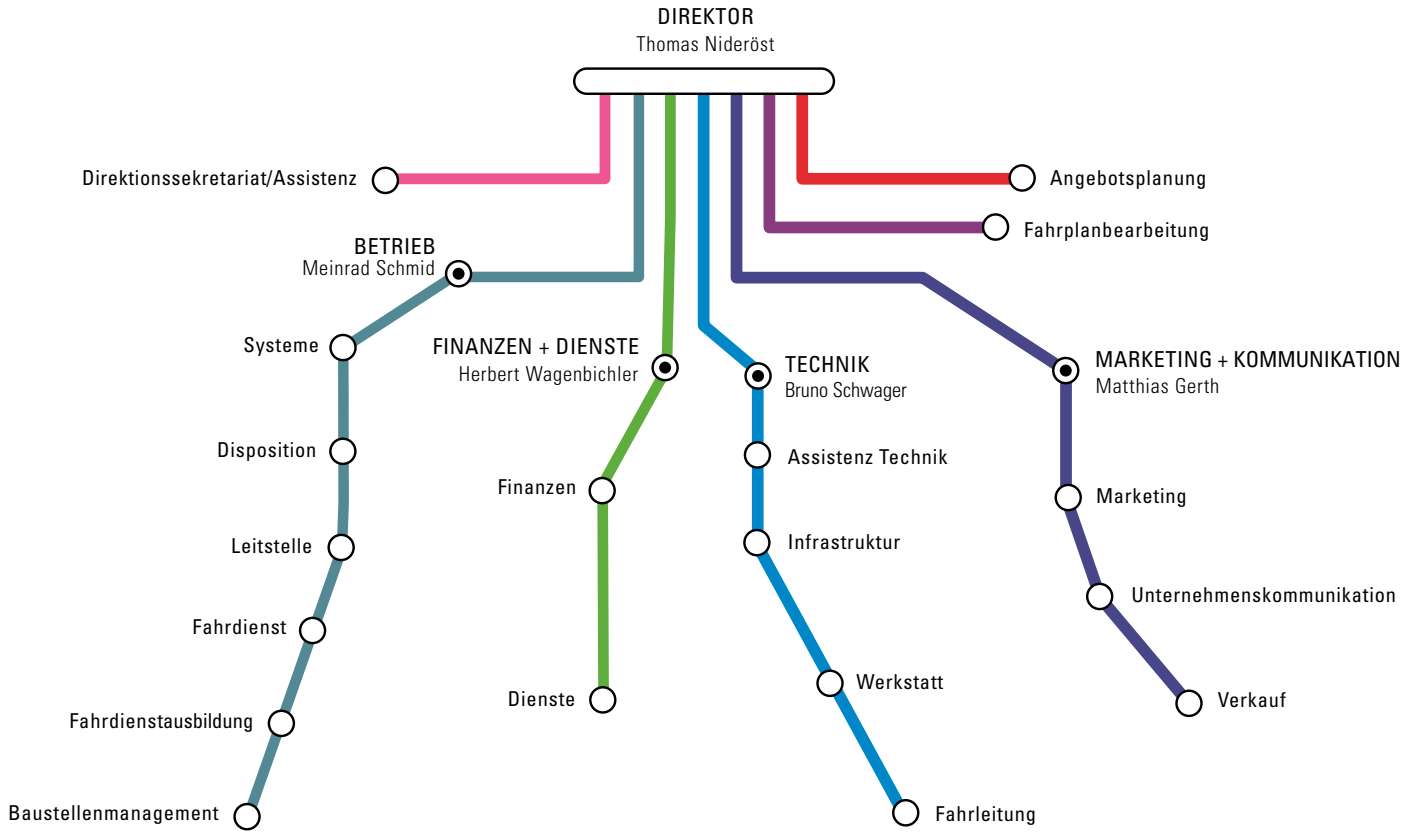 DIREKTOR
Thomas Nideröst
Direktionssekretariat/Assistenz
Angebotsplanung
Fahrplanbearbeitung
BETRIEB
Meinrad Schmid
Systeme
Disposition
Leitstelle
Fahrdienst
Fahrdienstausbildung
Baustellenmanagement
FINANZEN + DIENSTE
Herbert Wagenbichler
Finanzen
Dienste
TECHNIK
Bruno Schwager
Assistenz Technik
Infrastruktur
Werkstatt
Fahrleitung
MARKETING + KOMMUNIKATION
Matthias Gerth
Marketing
Unternehmenskommunikation
Verkauf